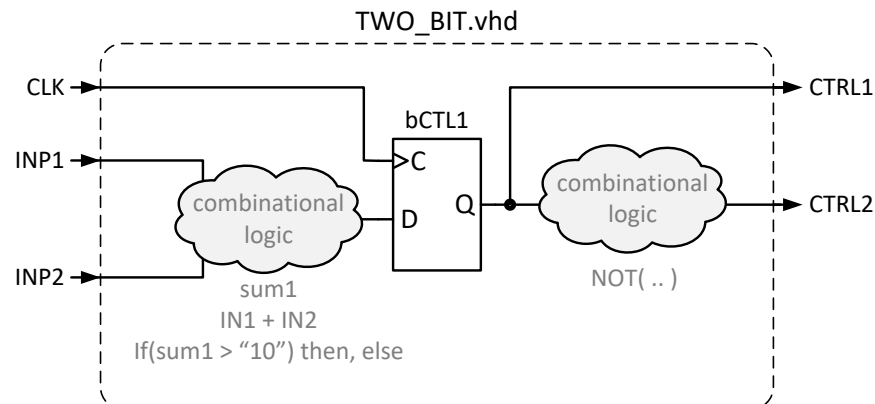 TWO_BIT.vhd
CLK
CTRL1
bCTL1
INP1
C
combinational
logic
D
Q
combinational
logic
CTRL2
INP2
sum1
IN1 + IN2
If(sum1 > “10”) then, else
NOT( .. )